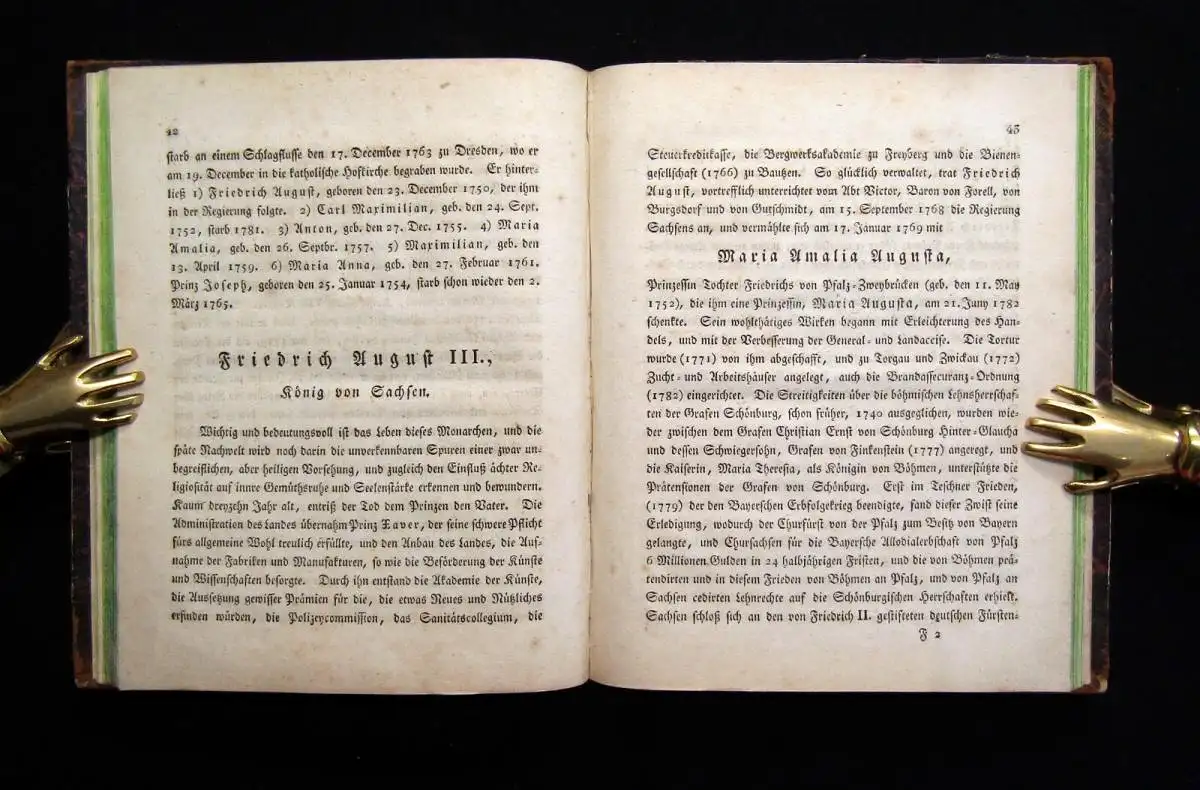 42
starb an einem Schlagflusse den 17. December 1763 zu Dresden, wo er
am 19. December in die katholische Hofkirche begraben wurde. Er hinter-
ließ 1) Friedrich August, geboren den 23. December 1750, der ihm
in der Regierung folgte. 2) Carl Maximilian, geb. den 24. Sept.
1752, starb 1781. 3) Anton, geb. den 27. Dec. 1755. 4) Maria
Amalia, geb. den 26. Septbr. 1757. 5) Maximilian, geb. den
13. April 1759. 6) Maria Anna, geb. den 27. Februar 1761.
Prinz Joseph, geboren den 25. Januar 1754, starb schon wieder den 2.
März 1765.
Friedrich August III.,
König von Sachsen.
Wichtig und bedeutungsvoll ist das Leben dieses Monarchen, und die
späte Nachwelt wird noch darin die unverkennbaren Spuren einer zwar un-
begreiflichen, aber heiligen Vorsehung, und zugleich den Einfluß ächter Re-
ligiosität auf innre Gemüthsruhe und Seelenstärke erkennen und bewundern.
Kaum dreyzehn Jahr alt, entriß der Tod dem Prinzen den Vater. Die
Administration des Landes übernahm Prinz Xaver, der seine schwere Pflicht
fürs allgemeine Wohl treulich erfüllte, und den Anbau des Landes, die Auf-
nahme der Fabriken und Manufakturen, so wie die Beförderung der Künste
und Wissenschaften besorgte. Durch ihn entstand die Akademie der Künste,
die Aussetzung gewisser Prämien für die, die etwas Neues und Nützliches
erfinden würden, die Polizeycommission, das Sanitätscollegium, die
43
Steuerkreditkasse, die Bergwerksakademie zu Freyberg und die Bienen-
gesellschaft (1766) zu Bautzen. So glücklich verwaltet, trat Friedrich
August, vortrefflich unterrichtet vom Abt Victor, Baron von Forell, von
Burgsdorf und von Gutschmidt, am 15. September 1768 die Regierung
Sachsens an, und vermählte sich am 17. Januar 1769 mit
Maria Amalia Augusta,
Prinzessin Tochter Friedrichs von Pfalz-Zweybrücken (geb. den 11. May
1752), die ihm eine Prinzessin, Maria Augusta, am 21. Juny 1782
schenkte. Sein wohlthätiges Wirken begann mit Erleichterung des Han-
dels, und mit der Verbesserung der General- und Landaccise. Die Tortur
wurde (1771) von ihm abgeschafft, und zu Torgau und Zwickau (1772)
Zucht- und Arbeitshäuser angelegt, auch die Brandassecuranz-Ordnung
(1782) eingerichtet. Die Streitigkeiten über die böhmischen Lehnsherrschaf-
ten der Grafen Schönburg, schon früher, 1740 ausgeglichen, wurden wie-
der zwischen dem Grafen Christian Ernst von Schönburg Hinter-Glaucha
und dessen Schwiegersohn, Grafen von Finkenstein (1777) angeregt, und
die Kaiserin, Maria Theresia, als Königin von Böhmen, unterstützte die
Prätensionen der Grafen von Schönburg. Erst im Teschner Frieden,
(1779) der den Bayerschen Erbfolgekrieg beendigte, fand dieser Zwist seine
Erledigung, wodurch der Churfürst von der Pfalz zum Besitz von Bayern
gelangte, und Chursachsen für die Bayersche Allodialerbschaft von Pfalz
6 Millionen Gulden in 24 halbjährigen Fristen, und die von Böhmen prä-
tendirten und in diesem Frieden von Böhmen an Pfalz, und von Pfalz an
Sachsen cedirten Lehnrechte auf die Schönburgischen Herrschaften erhielt.
Sachsen schloß sich an den von Friedrich II. gestifteten deutschen Fürsten-
F 2